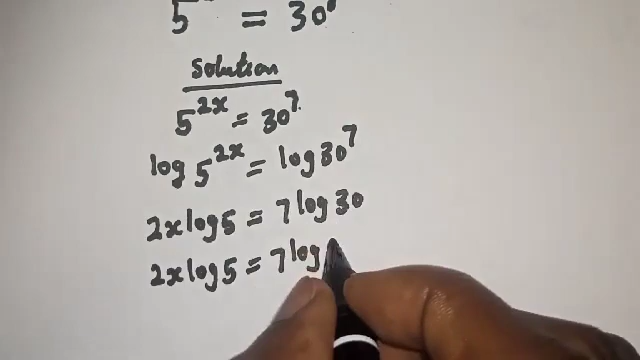 5 = 30
Solution
5^2x = 30^7
log 5^2x = log 30^7
2x log 5 = 7 log 30
2x log 5 = 7 log